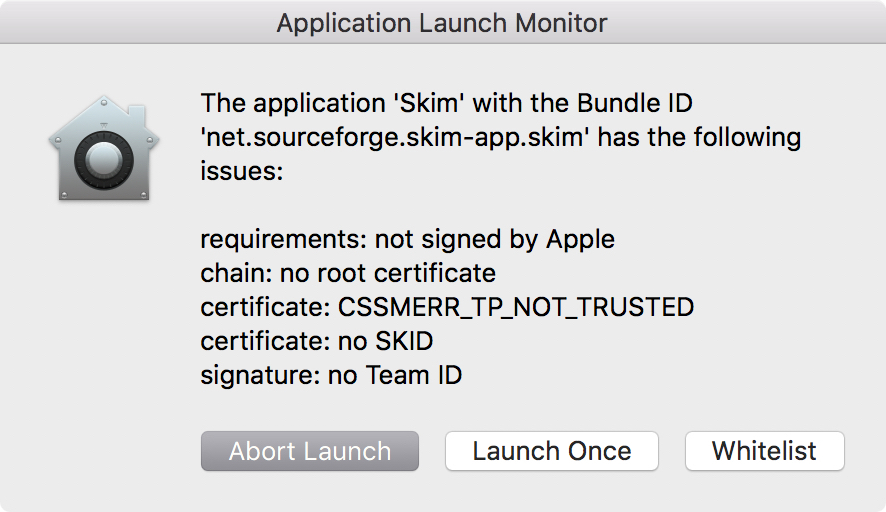 Application Launch Monitor
The application 'Skim' with the Bundle ID
'net.sourceforge.skim-app.skim' has the following
issues:
requirements: not signed by Apple
chain: no root certificate
certificate: CSSMERR_TP_NOT_TRUSTED
certificate: no SKID
signature: no Team ID
Abort Launch
Launch Once
Whitelist